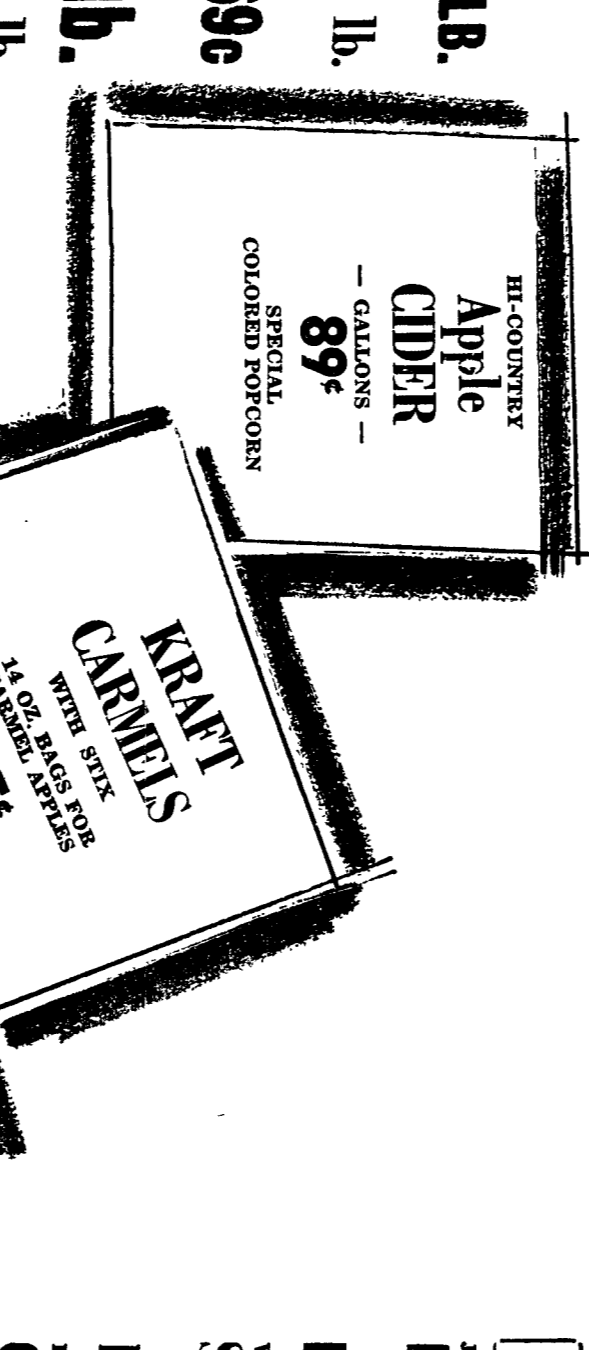 LB.
lb.
69c
lb.
lb.
HI-COUNTRY
Apple
CIDER
— GALLONS —
89¢
SPECIAL
COLORED POPCORN
KRAFT
CARMELS
WITH STIX
14 OZ. BAGS FOR
CARMEL APPLES